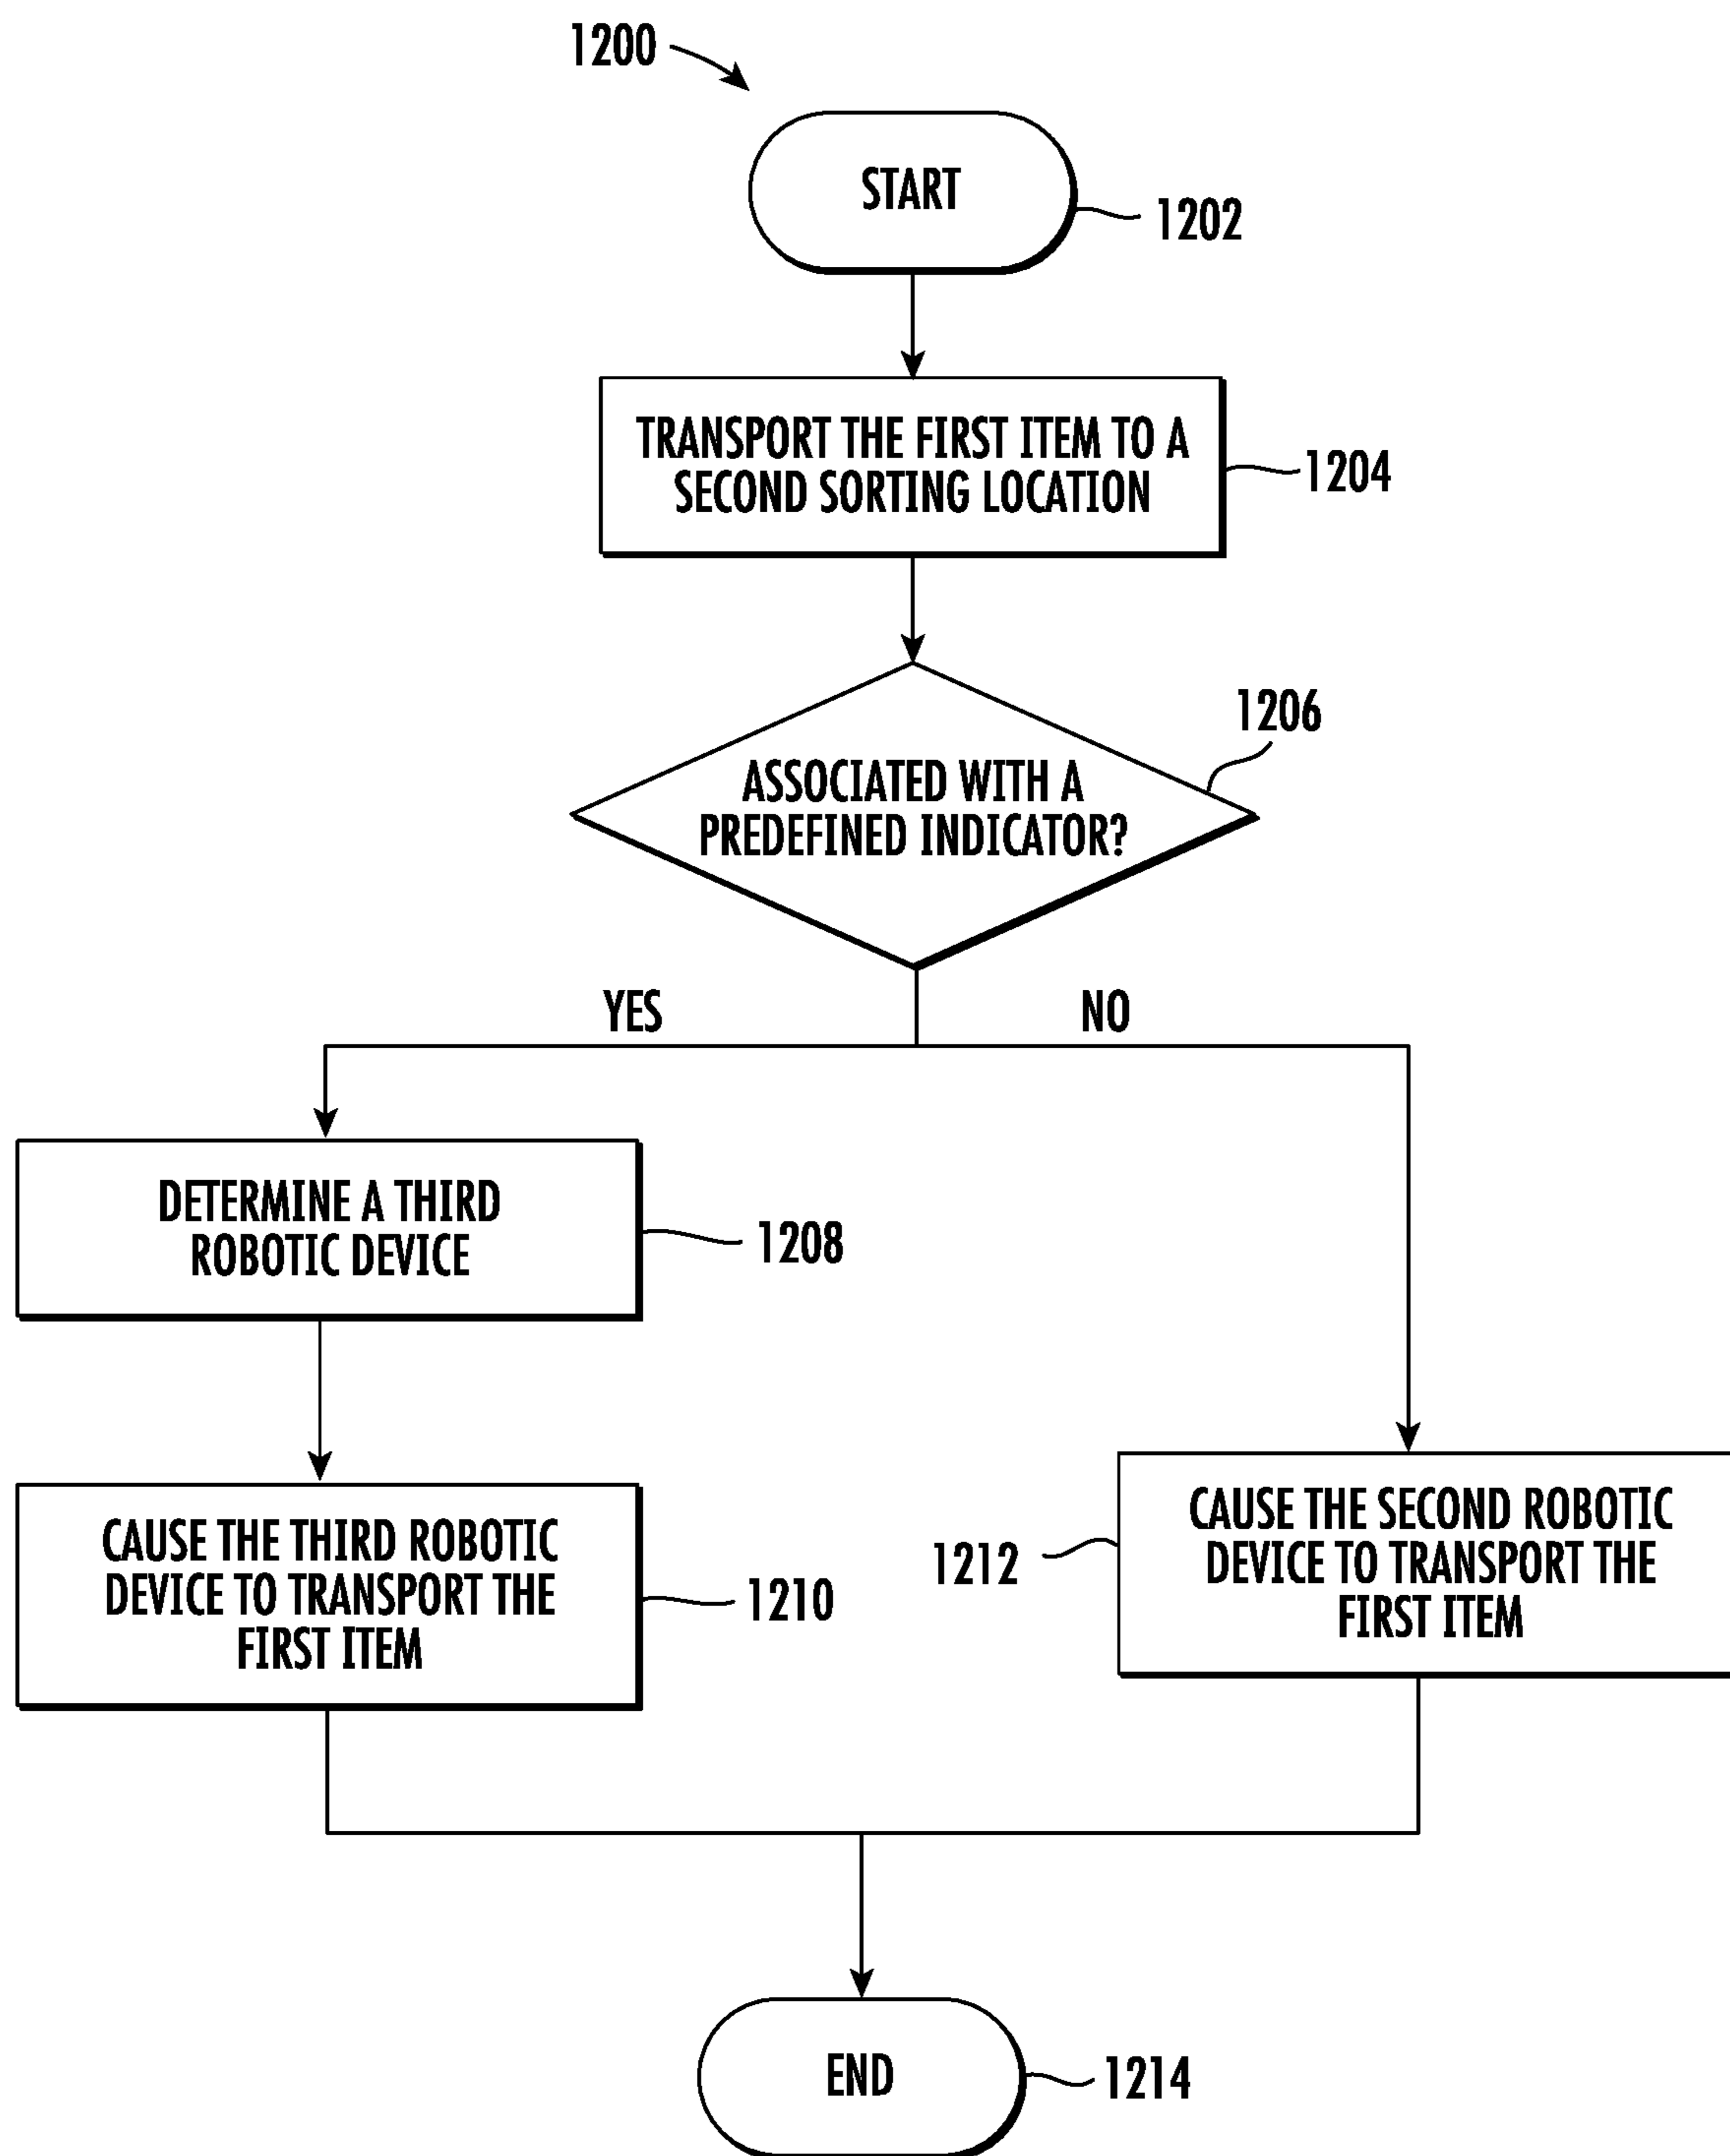 1200
START
1202
TRANSPORT THE FIRST ITEM TO A
SECOND SORTING LOCATION
1204
1206
ASSOCIATED WITH A
PREDEFINED INDICATOR?
YES
NO
DETERMINE A THIRD
ROBOTIC DEVICE
1208
CAUSE THE THIRD ROBOTIC
DEVICE TO TRANSPORT THE
FIRST ITEM
1210
1212
CAUSE THE SECOND ROBOTIC
DEVICE TO TRANSPORT THE
FIRST ITEM
END
1214